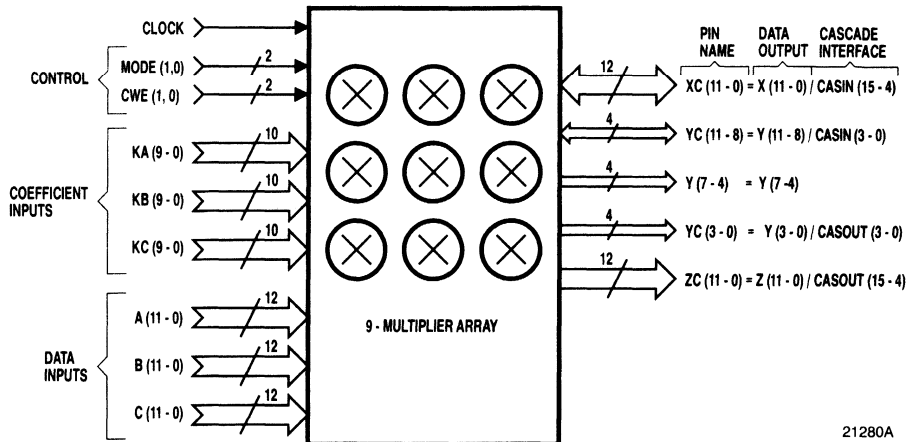 CLOCK
CONTROL
MODE (1,0)
2
CWE (1, 0)
2
COEFFICIENT
INPUTS
KA (9 - 0)
10
KB (9 - 0)
10
KC (9 - 0)
10
DATA
INPUTS
A (11 - 0)
12
B (11 - 0)
12
C (11 - 0)
12
9 - MULTIPLIER ARRAY
PIN NAME
DATA OUTPUT
CASCADE INTERFACE
12
XC (11 - 0) = X (11 - 0) / CASIN (15 - 4)
4
YC (11 - 8) = Y (11 - 8) / CASIN (3 - 0)
4
Y (7 - 4) = Y (7 -4)
4
YC (3 - 0) = Y (3 - 0) / CASOUT (3 - 0)
12
ZC (11 - 0) = Z (11 - 0) / CASOUT (15 - 4)
21280A